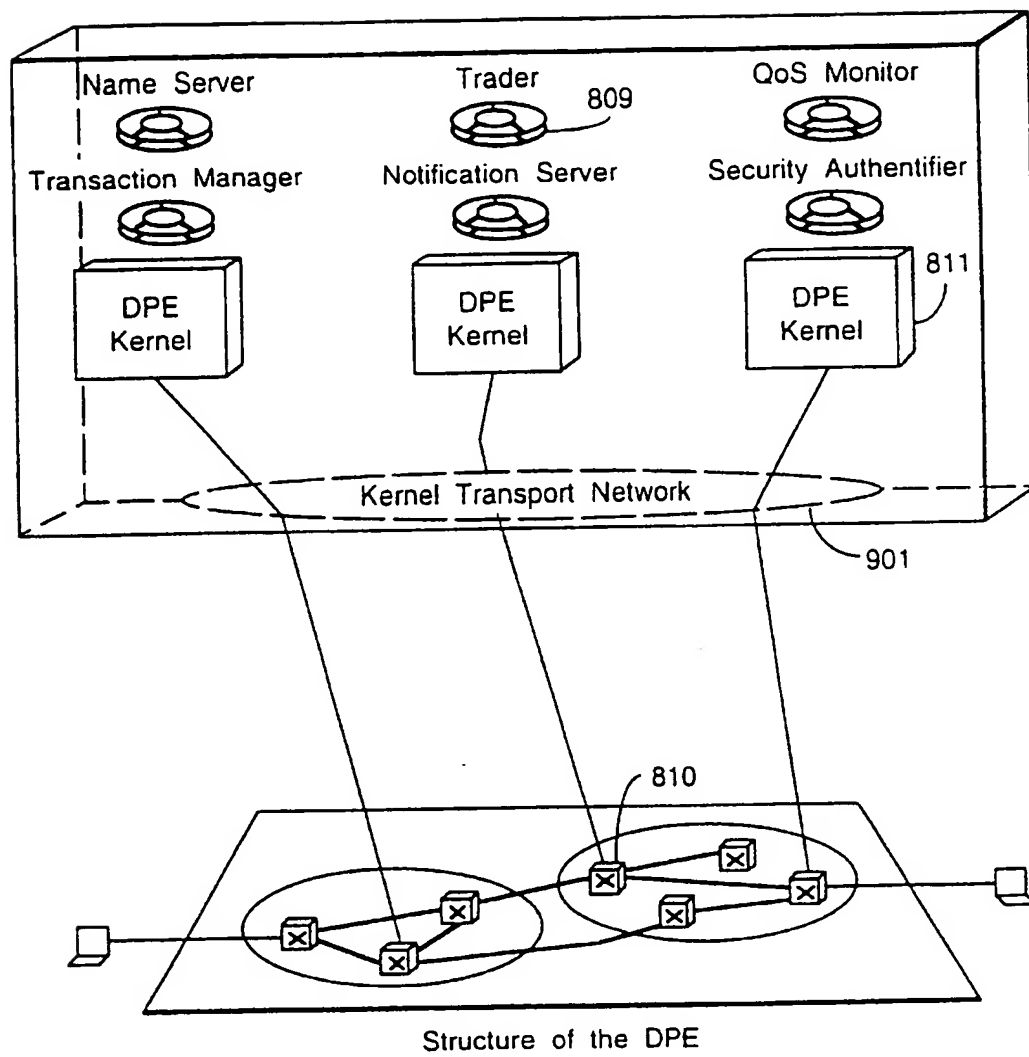 Name Server
Trader
QoS Monitor
809
Transaction Manager
Notification Server
Security Authentifier
DPE
Kernel
DPE
Kernel
DPE
Kernel
811
Kernel Transport Network
901
810
Structure of the DPE